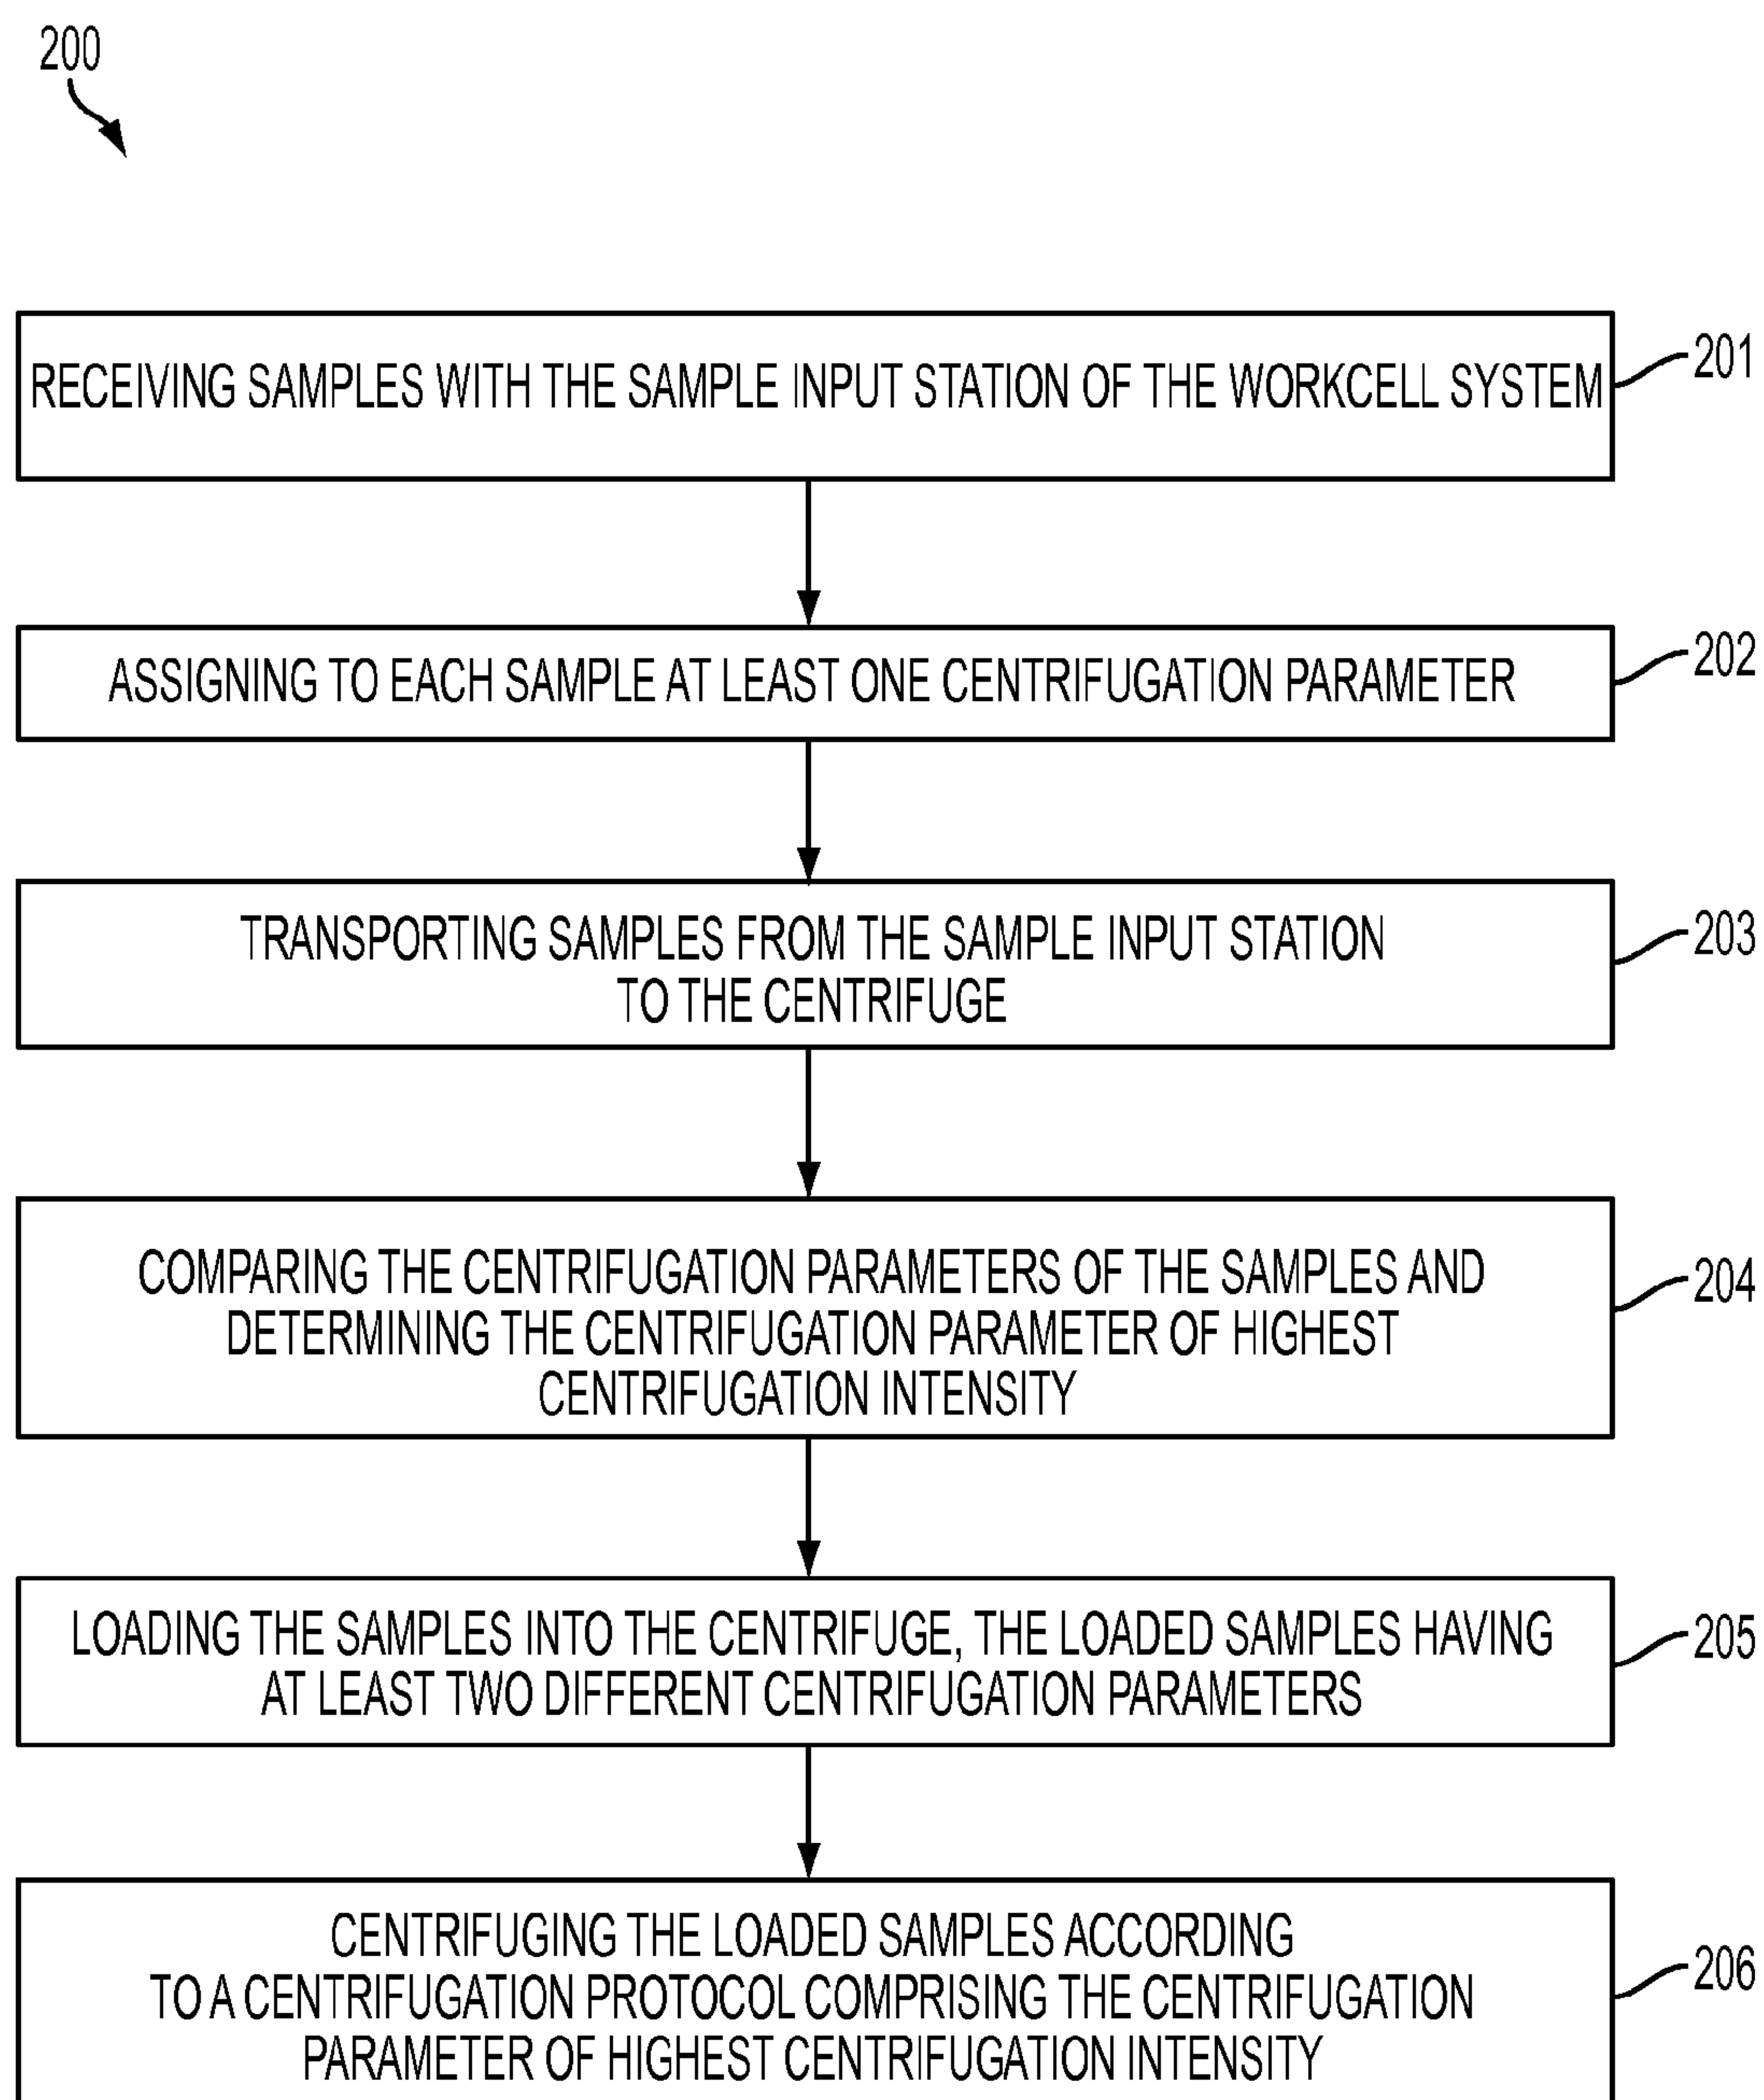 200
RECEIVING SAMPLES WITH THE SAMPLE INPUT STATION OF THE WORKCELL SYSTEM
201
ASSIGNING TO EACH SAMPLE AT LEAST ONE CENTRIFUGATION PARAMETER
202
TRANSPORTING SAMPLES FROM THE SAMPLE INPUT STATION
TO THE CENTRIFUGE
203
COMPARING THE CENTRIFUGATION PARAMETERS OF THE SAMPLES AND
DETERMINING THE CENTRIFUGATION PARAMETER OF HIGHEST
CENTRIFUGATION INTENSITY
204
LOADING THE SAMPLES INTO THE CENTRIFUGE, THE LOADED SAMPLES HAVING
AT LEAST TWO DIFFERENT CENTRIFUGATION PARAMETERS
205
CENTRIFUGING THE LOADED SAMPLES ACCORDING
TO A CENTRIFUGATION PROTOCOL COMPRISING THE CENTRIFUGATION
PARAMETER OF HIGHEST CENTRIFUGATION INTENSITY
206